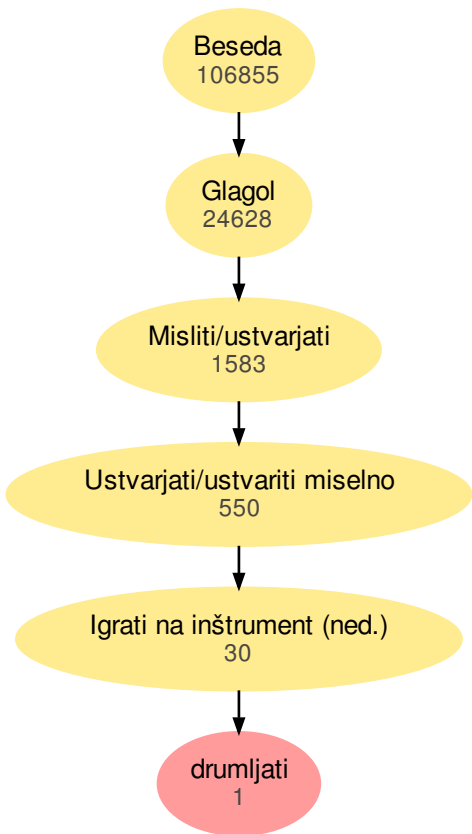 Beseda
106855
Glagol
24628
Misliti/ustvarjati
1583
Ustvarjati/ustvariti miselno
550
Igrati na inštrument (ned.)
30
drumljati
1